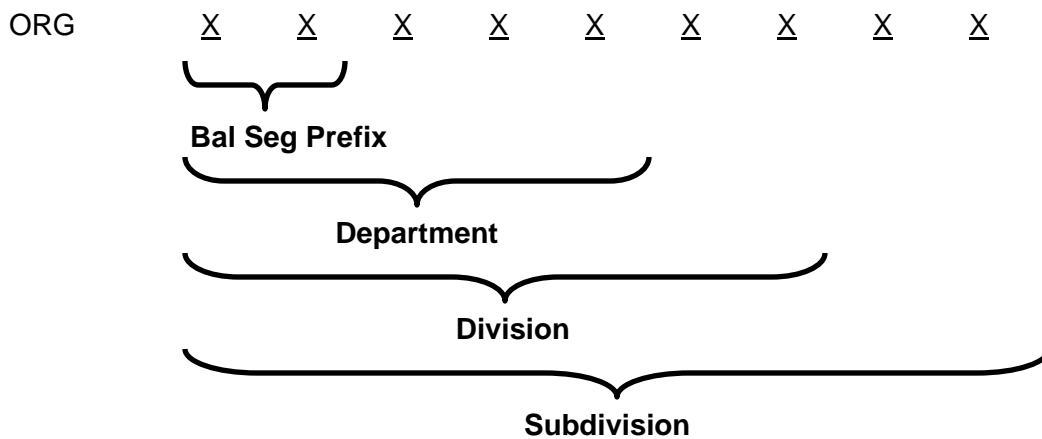 ORG X X X X X X X X X
Bal Seg Prefix
Department
Division
Subdivision